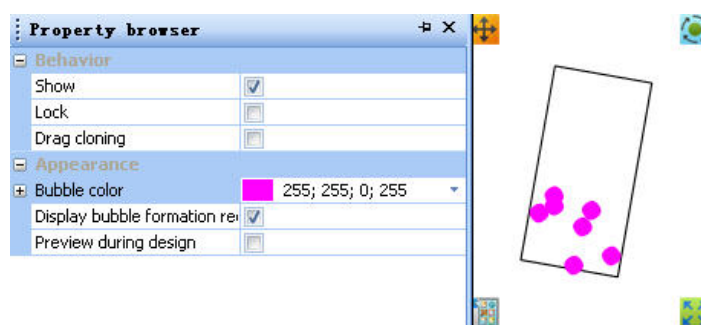 Property browser
Behavior
Show
Lock
Drag cloning
Appearance
Bubble color 255; 255; 0; 255
Display bubble formation re
Preview during design